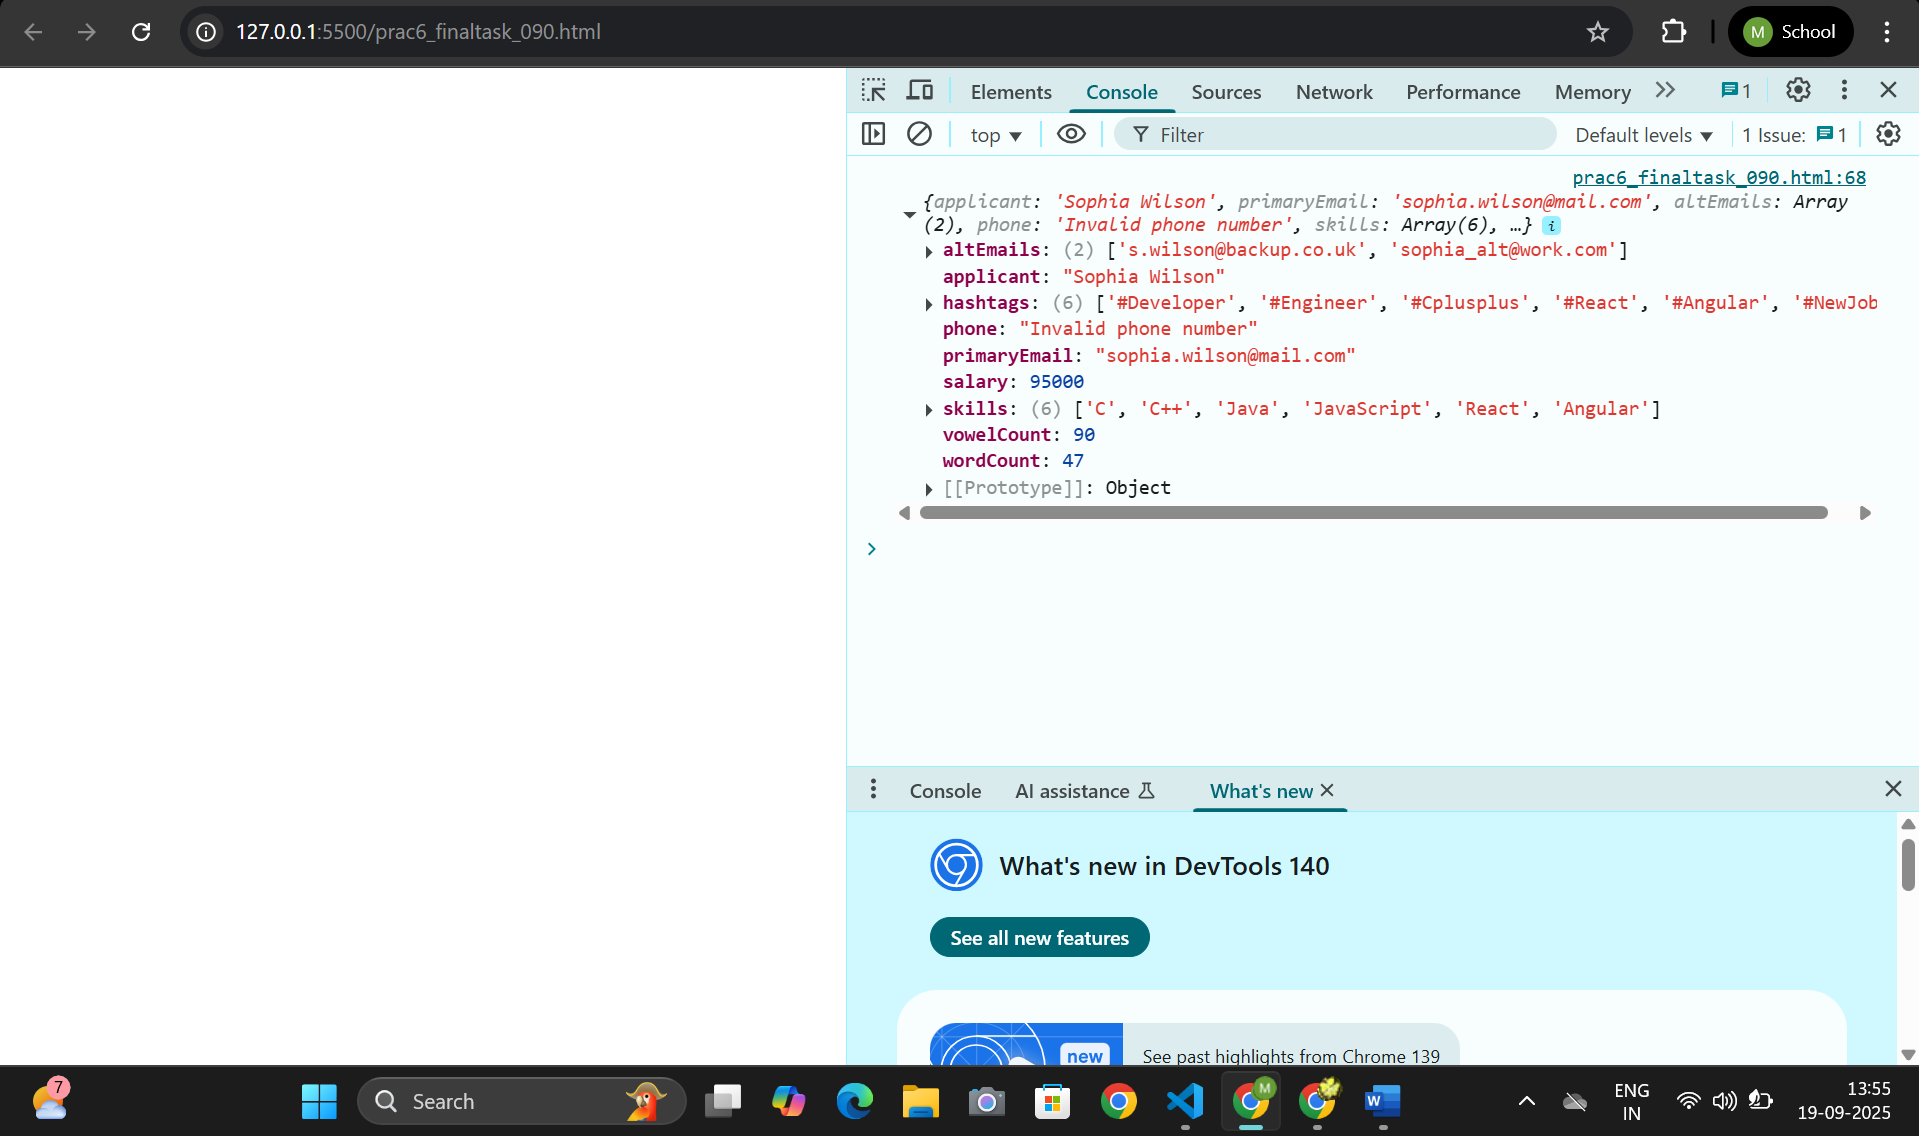 127.0.0.1:5500/prac6_finaltask_090.html
M School
Elements Console Sources Network Performance Memory 1
top Filter Default levels 1 Issue: 1
prac6_finaltask_090.html:68
{applicant: 'Sophia Wilson', primaryEmail: 'sophia.wilson@mail.com', altEmails: Array
(2), phone: 'Invalid phone number', skills: Array(6), …} i
altEmails: (2) ['s.wilson@backup.co.uk', 'sophia_alt@work.com']
applicant: "Sophia Wilson"
hashtags: (6) ['#Developer', '#Engineer', '#Cplusplus', '#React', '#Angular', '#NewJob
phone: "Invalid phone number"
primaryEmail: "sophia.wilson@mail.com"
salary: 95000
skills: (6) ['C', 'C++', 'Java', 'JavaScript', 'React', 'Angular']
vowelCount: 90
wordCount: 47
[[Prototype]]: Object
Console AI assistance What's new
What's new in DevTools 140
See all new features
new
See past highlights from Chrome 139
7
Search
M
W
ENG
IN
13:55
19-09-2025